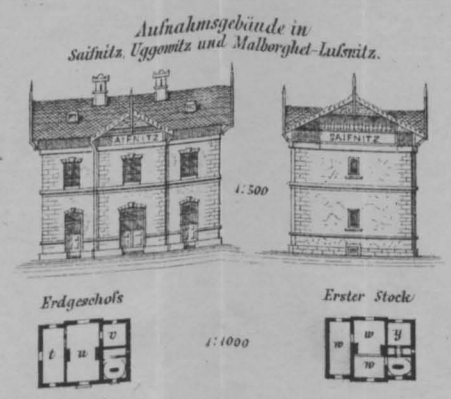 Aufnahmsgebäude in
Saifnitz, Uggowitz und Malborghet-Lußnitz.
SAIFNITZ
SAIFNITZ
1:500
Erdgeschoß
Erster Stock
t u v
1:1000
w w y
w